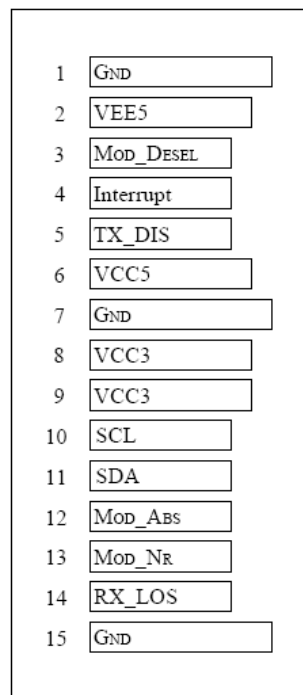 1 GND
2 VEE5
3 MOD_DESEL
4 Interrupt
5 TX_DIS
6 VCC5
7 GND
8 VCC3
9 VCC3
10 SCL
11 SDA
12 MOD_ABS
13 MOD_NR
14 RX_LOS
15 GND